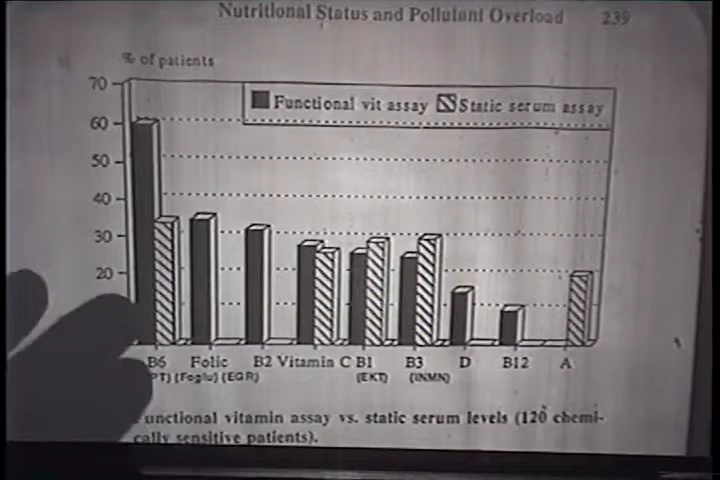 Nutritional Status and Pollutant Overload 239
% of patients
70
Functional vit assay Static serum assay
60
50
40
30
20
B6 Folic B2 Vitamin C B1 B3 D B12 A
PT) (Foglu) (EGR) (EKT) (INMN)
unctional vitamin assay vs. static serum levels (120 chemi-
cally sensitive patients).